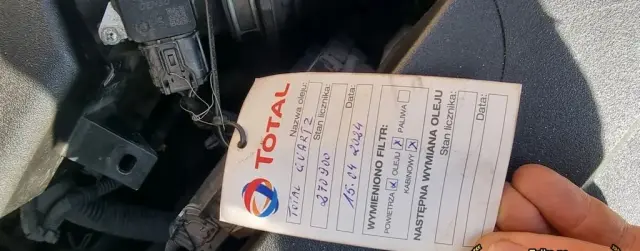 TOTAL
Nazwa oleju:
TOTAL QUARTZ
Stan licznika:
270900
Data:
15.04 2024
WYMIENIONO FILTR:
POWIETRZA x OLEJU x PALIWA
KABINOWY x
NASTĘPNA WYMIANA OLEJU
Stan licznika:
Data: